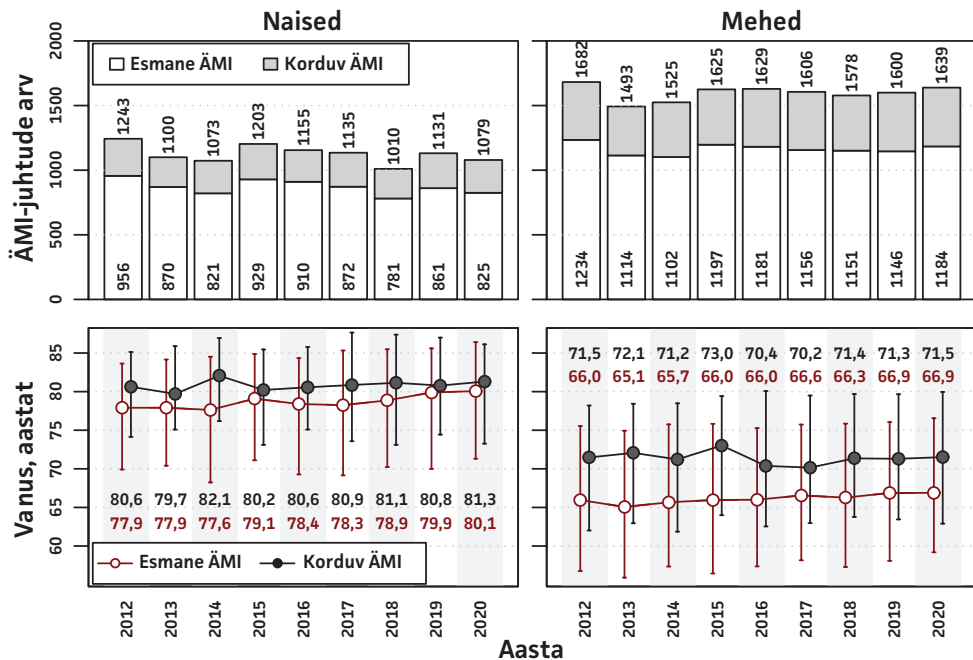 Naised
Mehed
ÄMI-juhtude arv
2000
1500
1000
500
0
Esmane ÄMI Korduv ÄMI
1243 1100 1073 1203 1155 1135 1010 1131 1079
956 870 821 929 910 872 781 861 825
1682 1493 1525 1625 1629 1606 1578 1600 1639
1234 1114 1102 1197 1181 1156 1151 1146 1184
Vanus, aastat
85
80
75
70
65
60
80,6 79,7 82,1 80,2 80,6 80,9 81,1 80,8 81,3
77,9 77,9 77,6 79,1 78,4 78,3 78,9 79,9 80,1
Esmane ÄMI Korduv ÄMI
71,5 72,1 71,2 73,0 70,4 70,2 71,4 71,3 71,5
66,0 65,1 65,7 66,0 66,0 66,6 66,3 66,9 66,9
2012 2013 2014 2015 2016 2017 2018 2019 2020
2012 2013 2014 2015 2016 2017 2018 2019 2020
Aasta